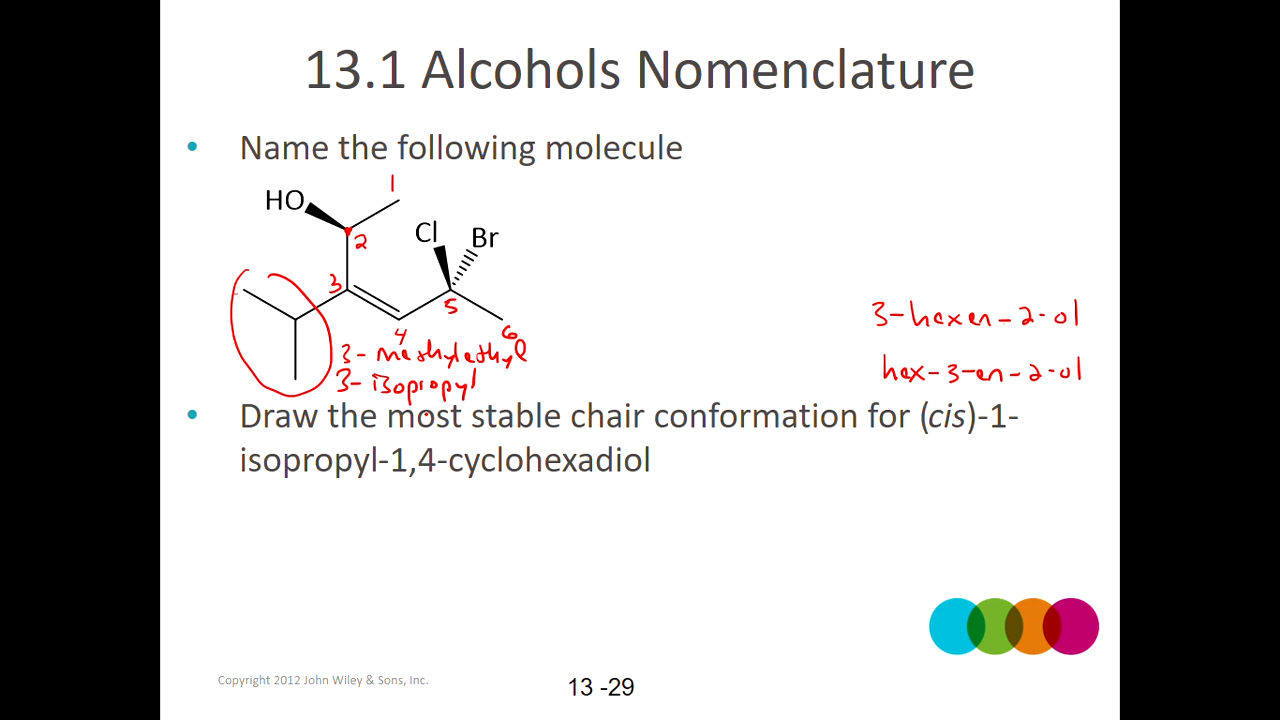 13.1 Alcohols Nomenclature
• Name the following molecule
HO
1
2
Cl
Br
3
4
5
6
3-hexen-2-ol
3-methylethyl
hex-3-en-2-ol
3-isopropyl
• Draw the most stable chair conformation for (cis)-1-
isopropyl-1,4-cyclohexadiol
Copyright 2012 John Wiley & Sons, Inc.
13 -29